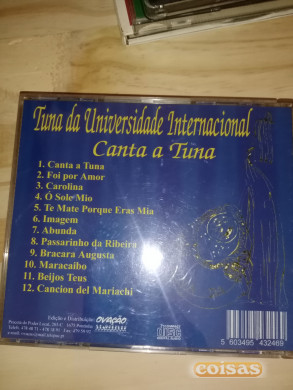 Tuna da Universidade Internacional
Canta a Tuna
1. Canta a Tuna
2. Foi por Amor
3. Carolina
4. Ó Sole Mio
5. Te Mate Porque Eras Mia
6. Imagem
7. Abunda
8. Passarinho da Ribeira
9. Bracara Augusta
10. Maracaibo
11. Beijos Teus
12. Cancion del Mariachi
Edição e Distribuição:
OVAÇÃO
COMPACT
disc
5 603495 432469
coisas